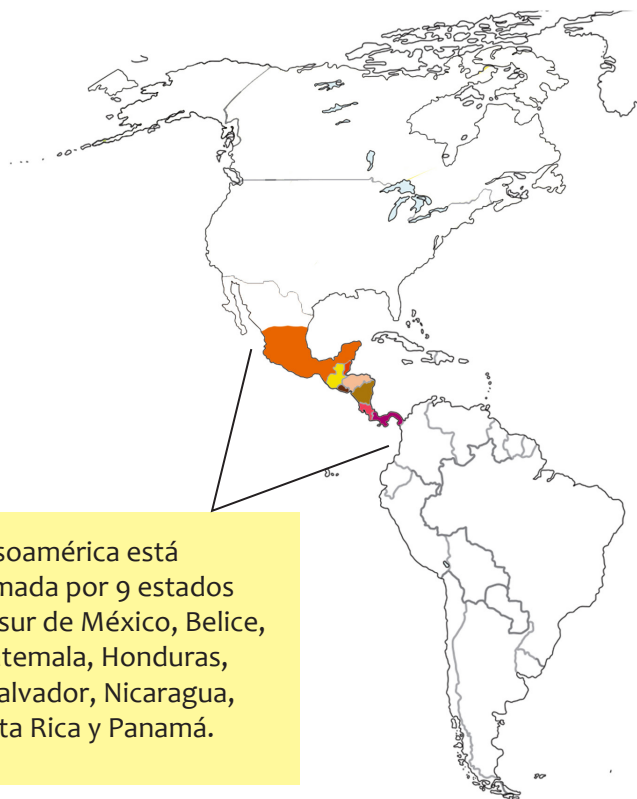 soamérica está
mada por 9 estados
sur de México, Belice,
temala, Honduras,
alvador, Nicaragua,
ta Rica y Panamá.